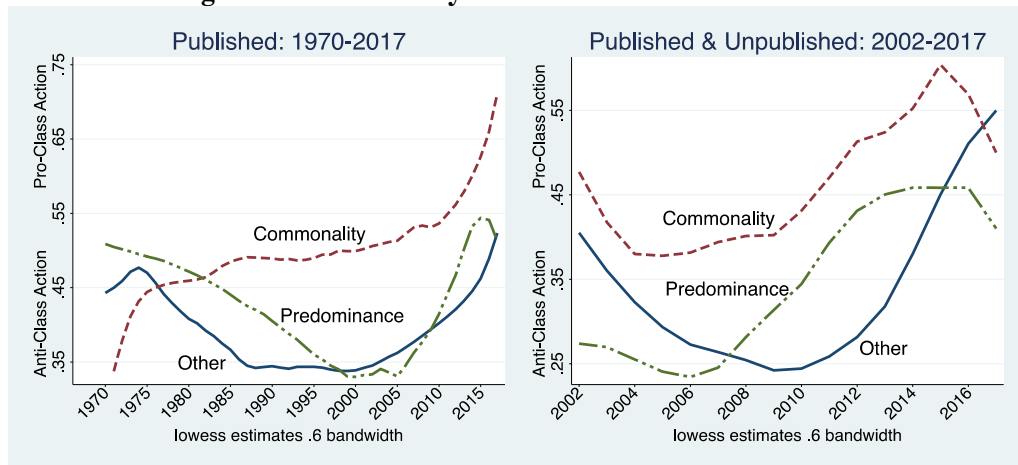 Published: 1970-2017
Pro-Class Action
Anti-Class Action
.75
.65
.55
.45
.35
Commonality
Predominance
Other
1970
1975
1980
1985
1990
1995
2000
2005
2010
2015
lowess estimates .6 bandwidth
Published & Unpublished: 2002-2017
Pro-Class Action
Anti-Class Action
.55
.45
.35
.25
Commonality
Predominance
Other
2002
2004
2006
2008
2010
2012
2014
2016
lowess estimates .6 bandwidth